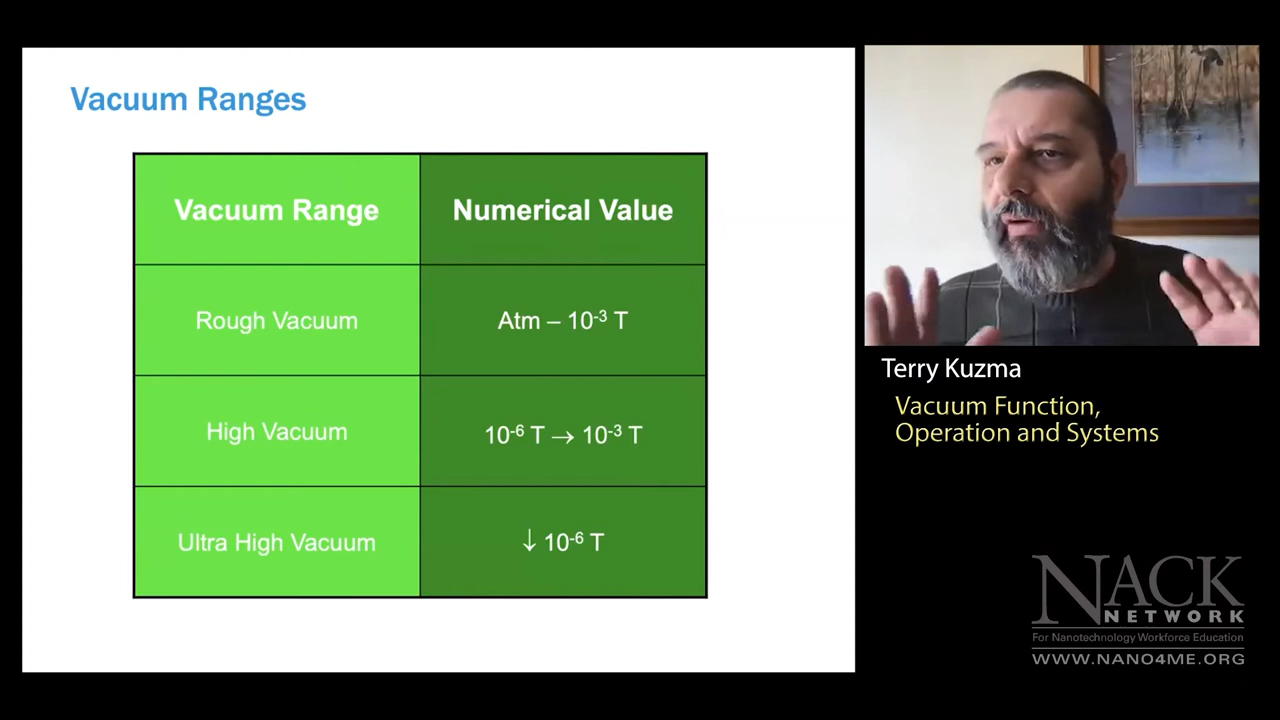 Vacuum Ranges
Vacuum Range
Numerical Value
Rough Vacuum
Atm – 10⁻³ T
High Vacuum
10⁻⁶ T → 10⁻³ T
Ultra High Vacuum
↓ 10⁻⁶ T
Terry Kuzma
Vacuum Function,
Operation and Systems
NACK
NETWORK
For Nanotechnology Workforce Education
WWW.NANO4ME.ORG